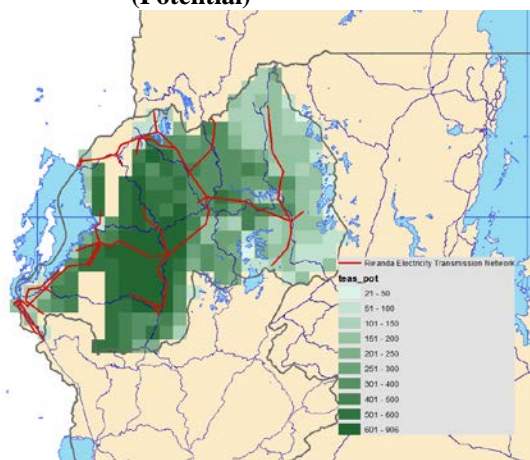 (Potential)
Rwanda Electricity Transmission Network
teas_pot
21 - 50
51 - 100
101 - 150
151 - 200
201 - 250
251 - 300
301 - 400
401 - 500
501 - 600
601 - 906